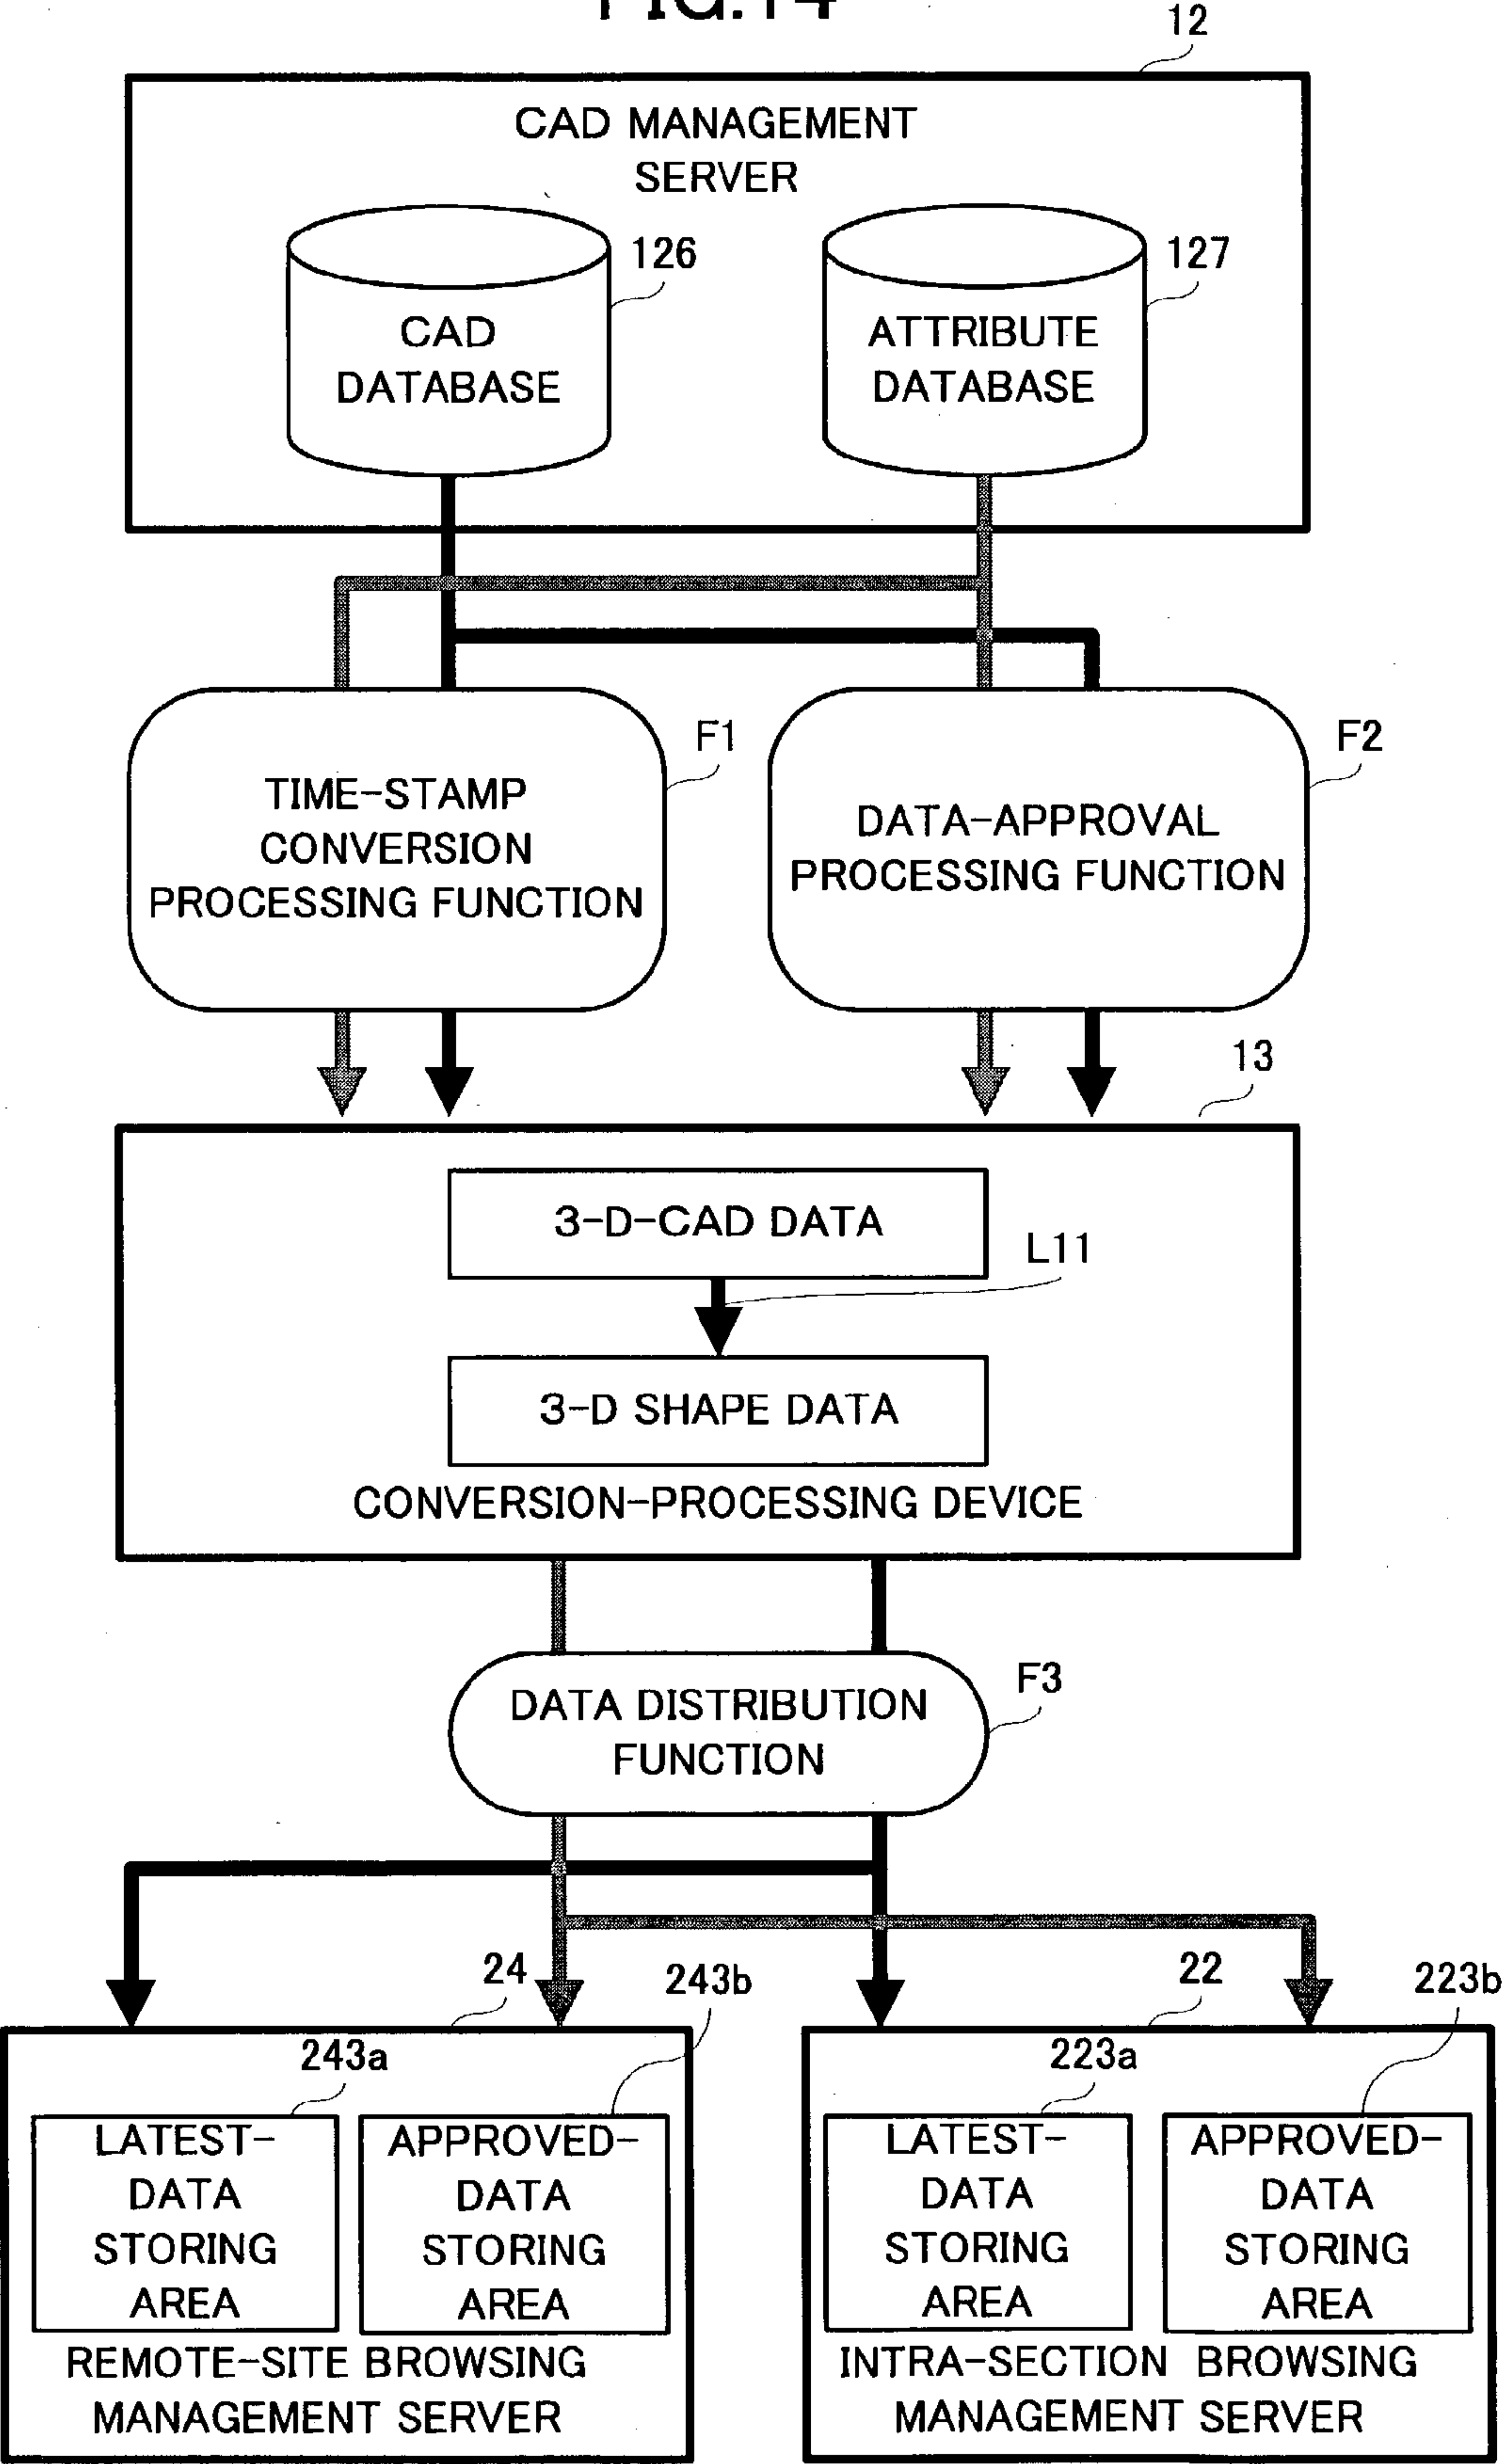 FIG.14
12
CAD MANAGEMENT
SERVER
126
127
CAD
DATABASE
ATTRIBUTE
DATABASE
F1
F2
TIME-STAMP
CONVERSION
PROCESSING FUNCTION
DATA-APPROVAL
PROCESSING FUNCTION
13
3-D-CAD DATA
L11
3-D SHAPE DATA
CONVERSION-PROCESSING DEVICE
F3
DATA DISTRIBUTION
FUNCTION
24
243b
22
223b
243a
223a
LATEST-
DATA
STORING
AREA
APPROVED-
DATA
STORING
AREA
LATEST-
DATA
STORING
AREA
APPROVED-
DATA
STORING
AREA
REMOTE-SITE BROWSING
MANAGEMENT SERVER
INTRA-SECTION BROWSING
MANAGEMENT SERVER